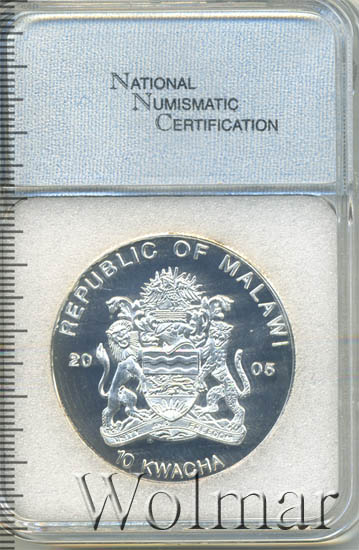 NATIONAL
NUMISMATIC
CERTIFICATION
REPUBLIC OF MALAWI
20 05
10 KWACHA
Wolmar